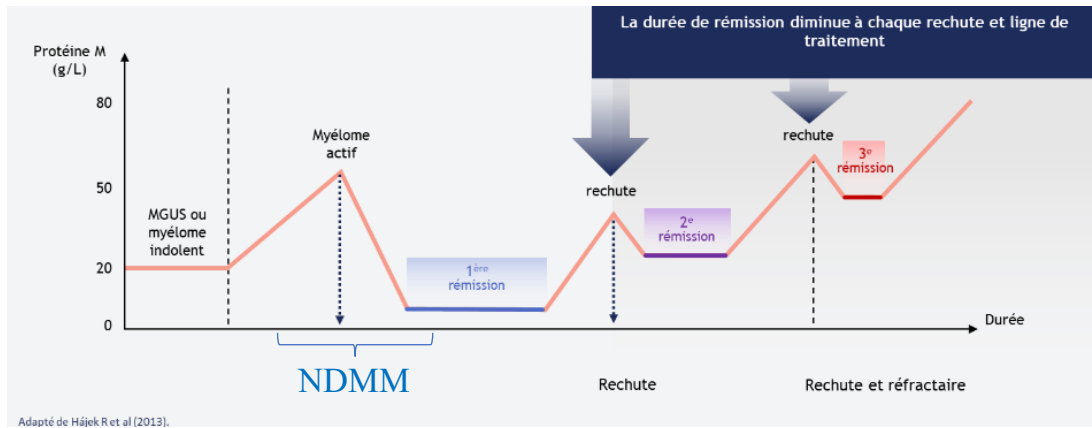 La durée de rémission diminue à chaque rechute et ligne de
traitement
Protéine M
(g/L)
80
50
20
0
MGUS ou
myélome
indolent
Myélome
actif
1ère
rémission
rechute
2e
rémission
rechute
3e
rémission
Durée
NDMM
Rechute
Rechute et réfractaire
Adapté de Hájek R et al (2013).